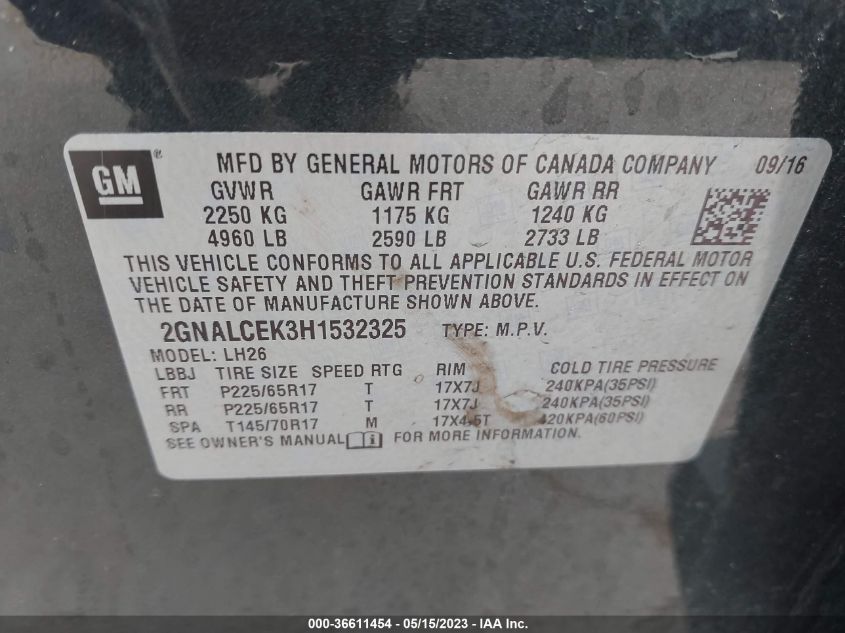 GM ® MFD BY GENERAL MOTORS OF CANADA COMPANY 09/16
GVWR GAWR FRT GAWR RR
2250 KG 1175 KG 1240 KG
4960 LB 2590 LB 2733 LB
THIS VEHICLE CONFORMS TO ALL APPLICABLE U.S. FEDERAL MOTOR
VEHICLE SAFETY AND THEFT PREVENTION STANDARDS IN EFFECT ON
THE DATE OF MANUFACTURE SHOWN ABOVE.
2GNALCEK3H1532325 TYPE: M.P.V.
MODEL: LH26
LBBJ TIRE SIZE SPEED RTG RIM COLD TIRE PRESSURE
FRT P225/65R17 T 17X7J 240KPA(35PSI)
RR P225/65R17 T 17X7J 240KPA(35PSI)
SPA T145/70R17 M 17X4.5T 420KPA(60PSI)
SEE OWNER'S MANUAL FOR MORE INFORMATION.
000-36611454 - 05/15/2023 - IAA Inc.